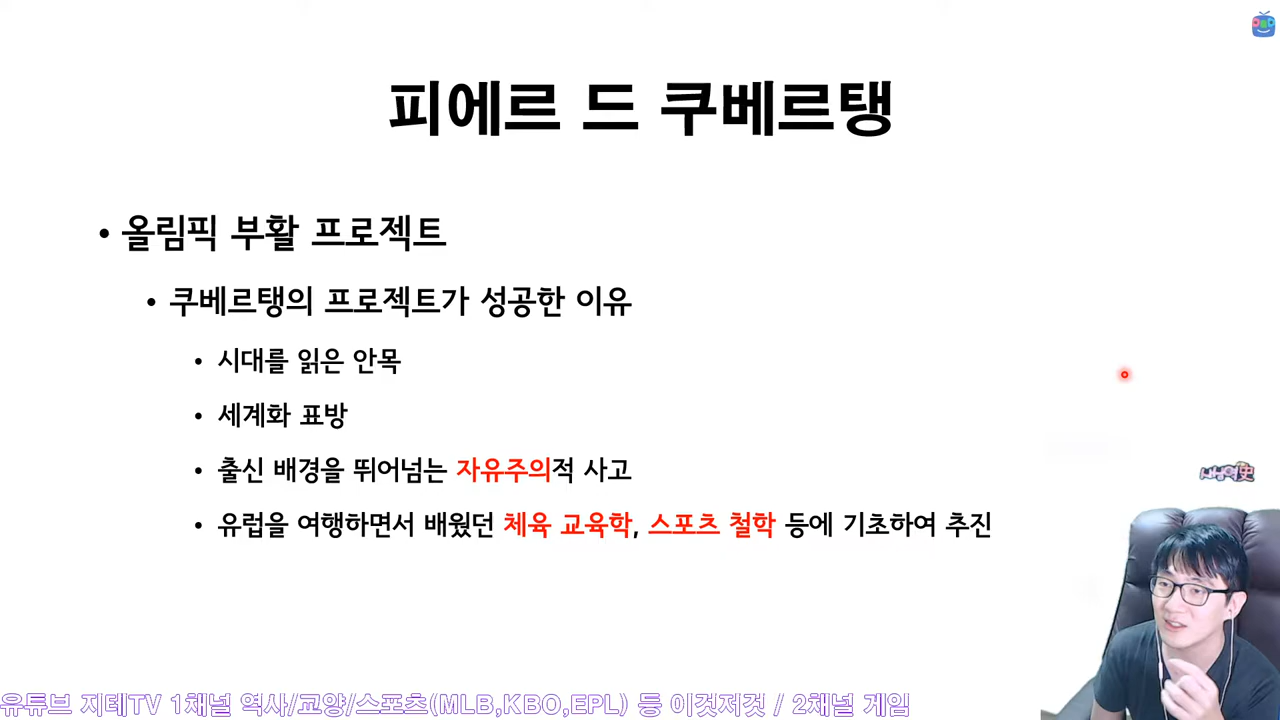 피에르 드 쿠베르탱
• 올림픽 부활 프로젝트
• 쿠베르탱의 프로젝트가 성공한 이유
• 시대를 읽은 안목
• 세계화 표방
• 출신 배경을 뛰어넘는 자유주의적 사고
• 유럽을 여행하면서 배웠던 체육 교육학, 스포츠 철학 등에 기초하여 추진
유튜브 지테TV 1채널 역사/교양/스포츠(MLB,KBO,EPL) 등 이것저것 / 2채널 게임